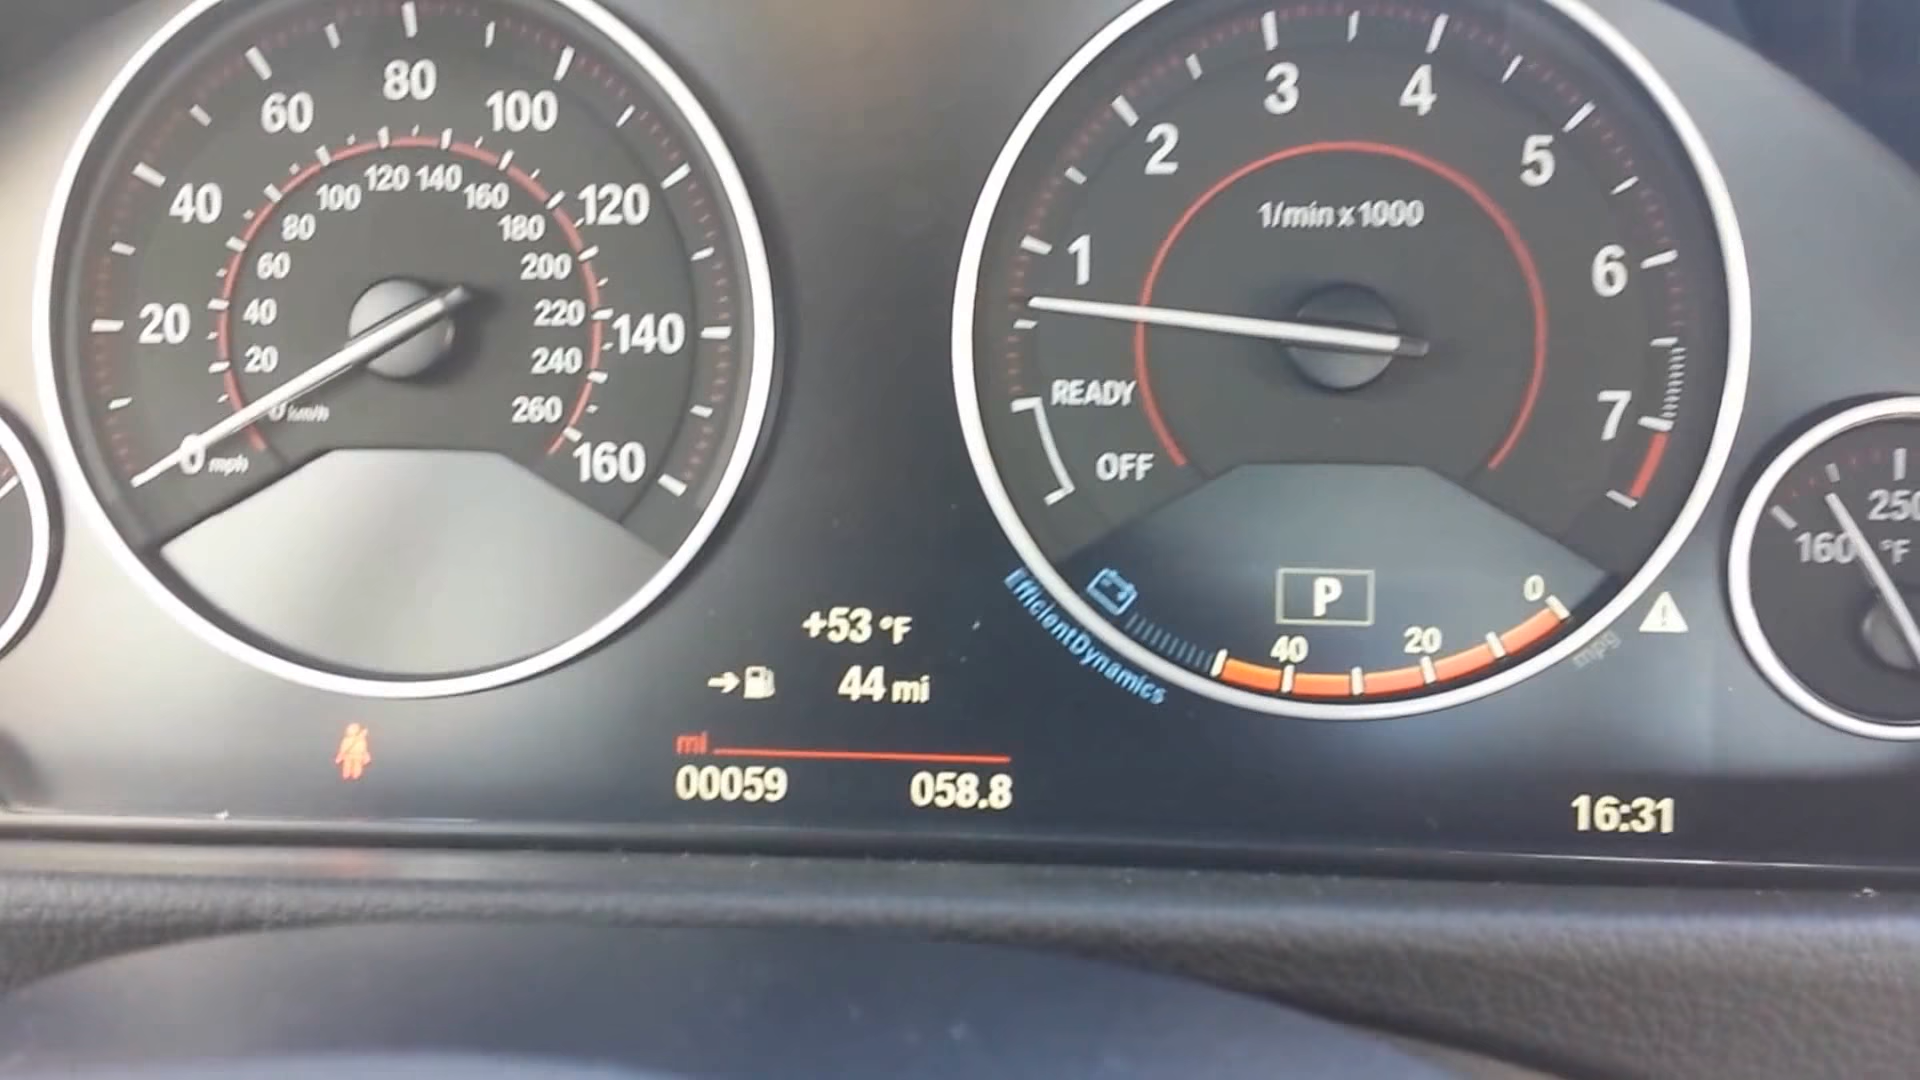 0 mph
20
40
60
80
100
120
140
160
0 km/h
20
40
60
80
100
120
140
160
180
200
220
240
260
OFF
READY
1
2
3
4
5
6
7
1/min x 1000
P
40
20
0
mpg
EfficientDynamics
160
250
°F
+53 °F
44 mi
mi
00059 058.8
16:31